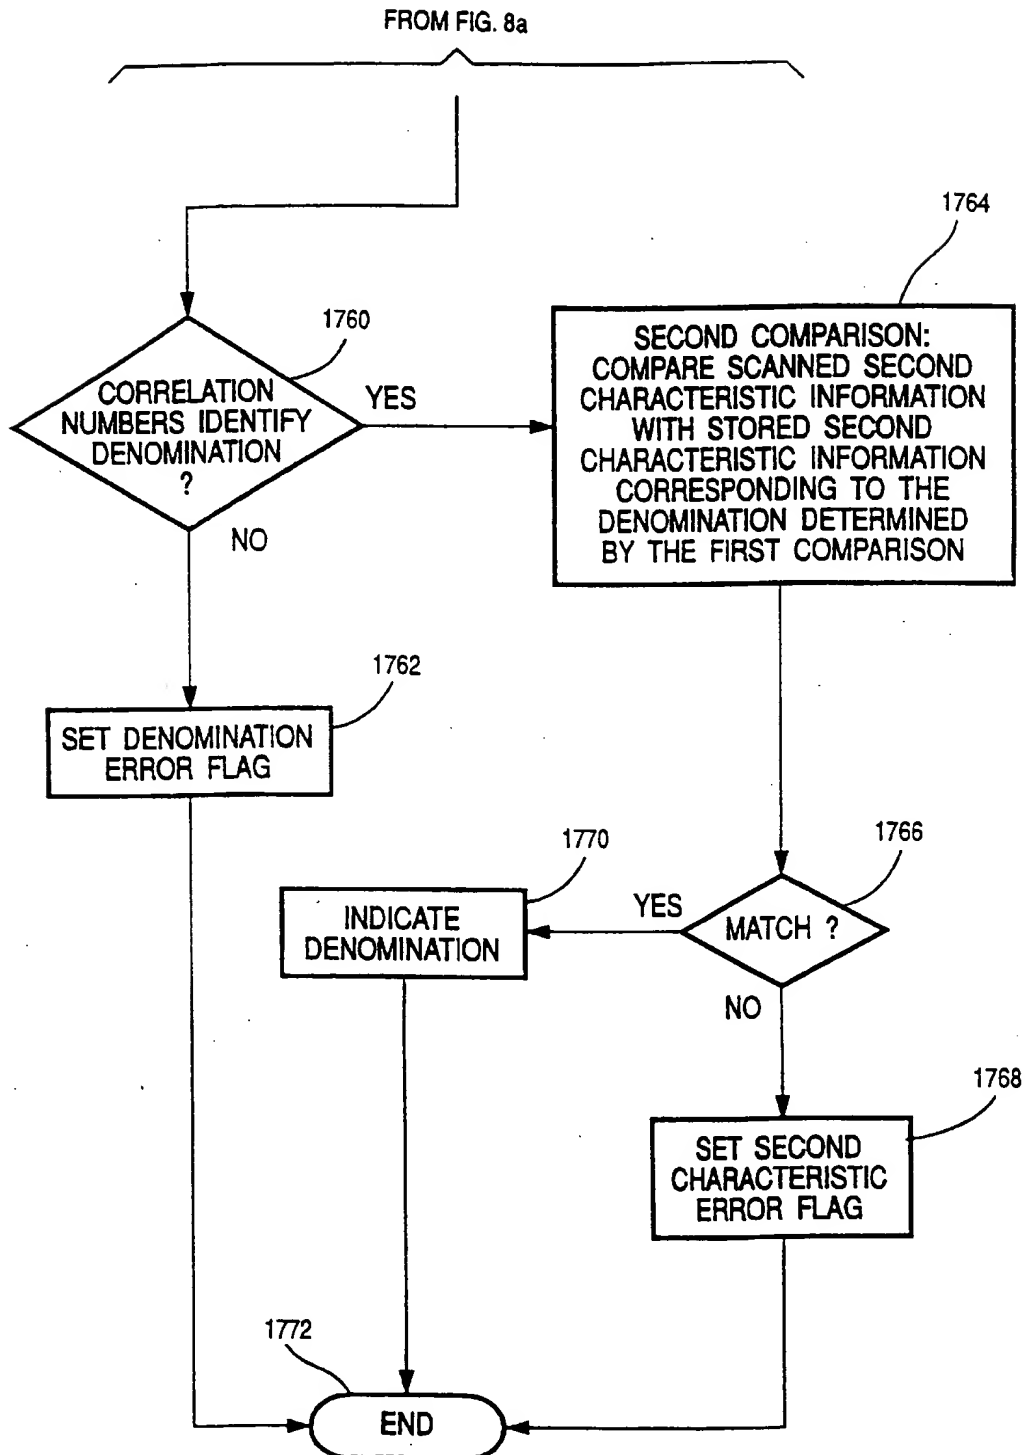 FROM FIG. 8a
1764
1760
CORRELATION
NUMBERS IDENTIFY
DENOMINATION
?
YES
NO
SECOND COMPARISON:
COMPARE SCANNED SECOND
CHARACTERISTIC INFORMATION
WITH STORED SECOND
CHARACTERISTIC INFORMATION
CORRESPONDING TO THE
DENOMINATION DETERMINED
BY THE FIRST COMPARISON
1762
SET DENOMINATION
ERROR FLAG
1770
INDICATE
DENOMINATION
1766
YES
MATCH ?
NO
1768
SET SECOND
CHARACTERISTIC
ERROR FLAG
1772
END